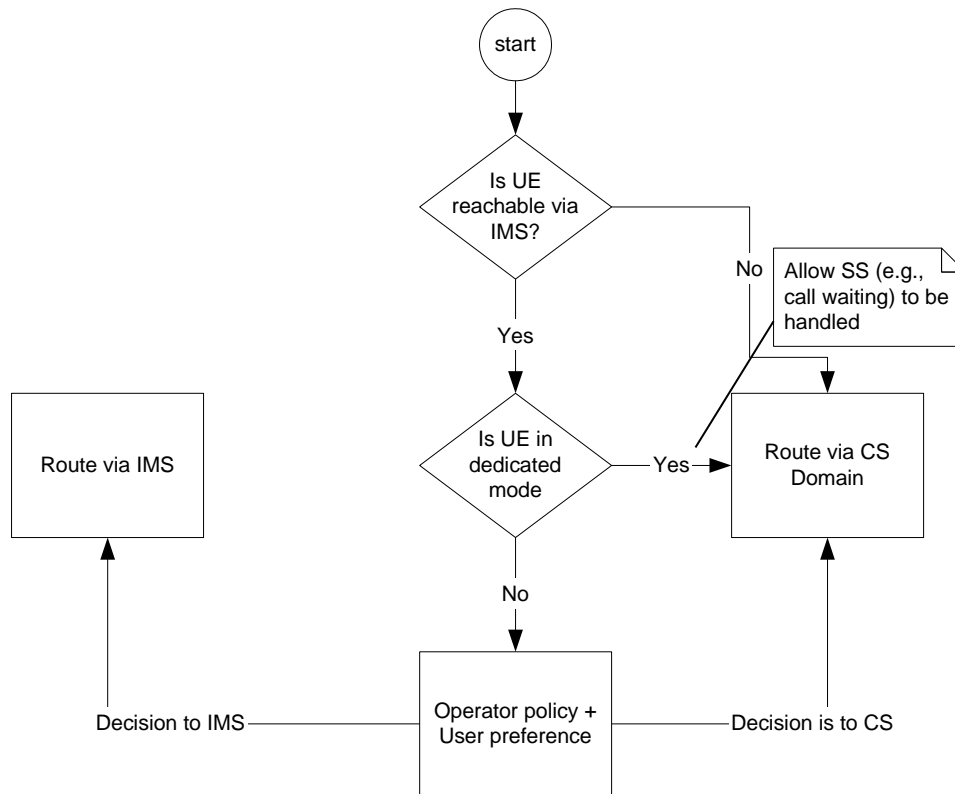 start
Is UE
reachable via
IMS?
No
Allow SS (e.g.,
call waiting) to be
handled
Yes
Route via IMS
Is UE in
dedicated
mode
Yes
Route via CS
Domain
No
Decision to IMS
Operator policy +
User preference
Decision is to CS